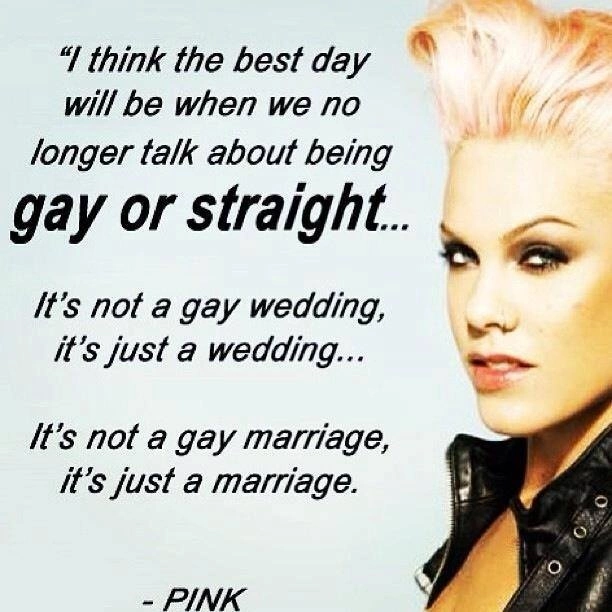 “I think the best day
will be when we no
longer talk about being
gay or straight...
It’s not a gay wedding,
it’s just a wedding...
It’s not a gay marriage,
it’s just a marriage.
- PINK